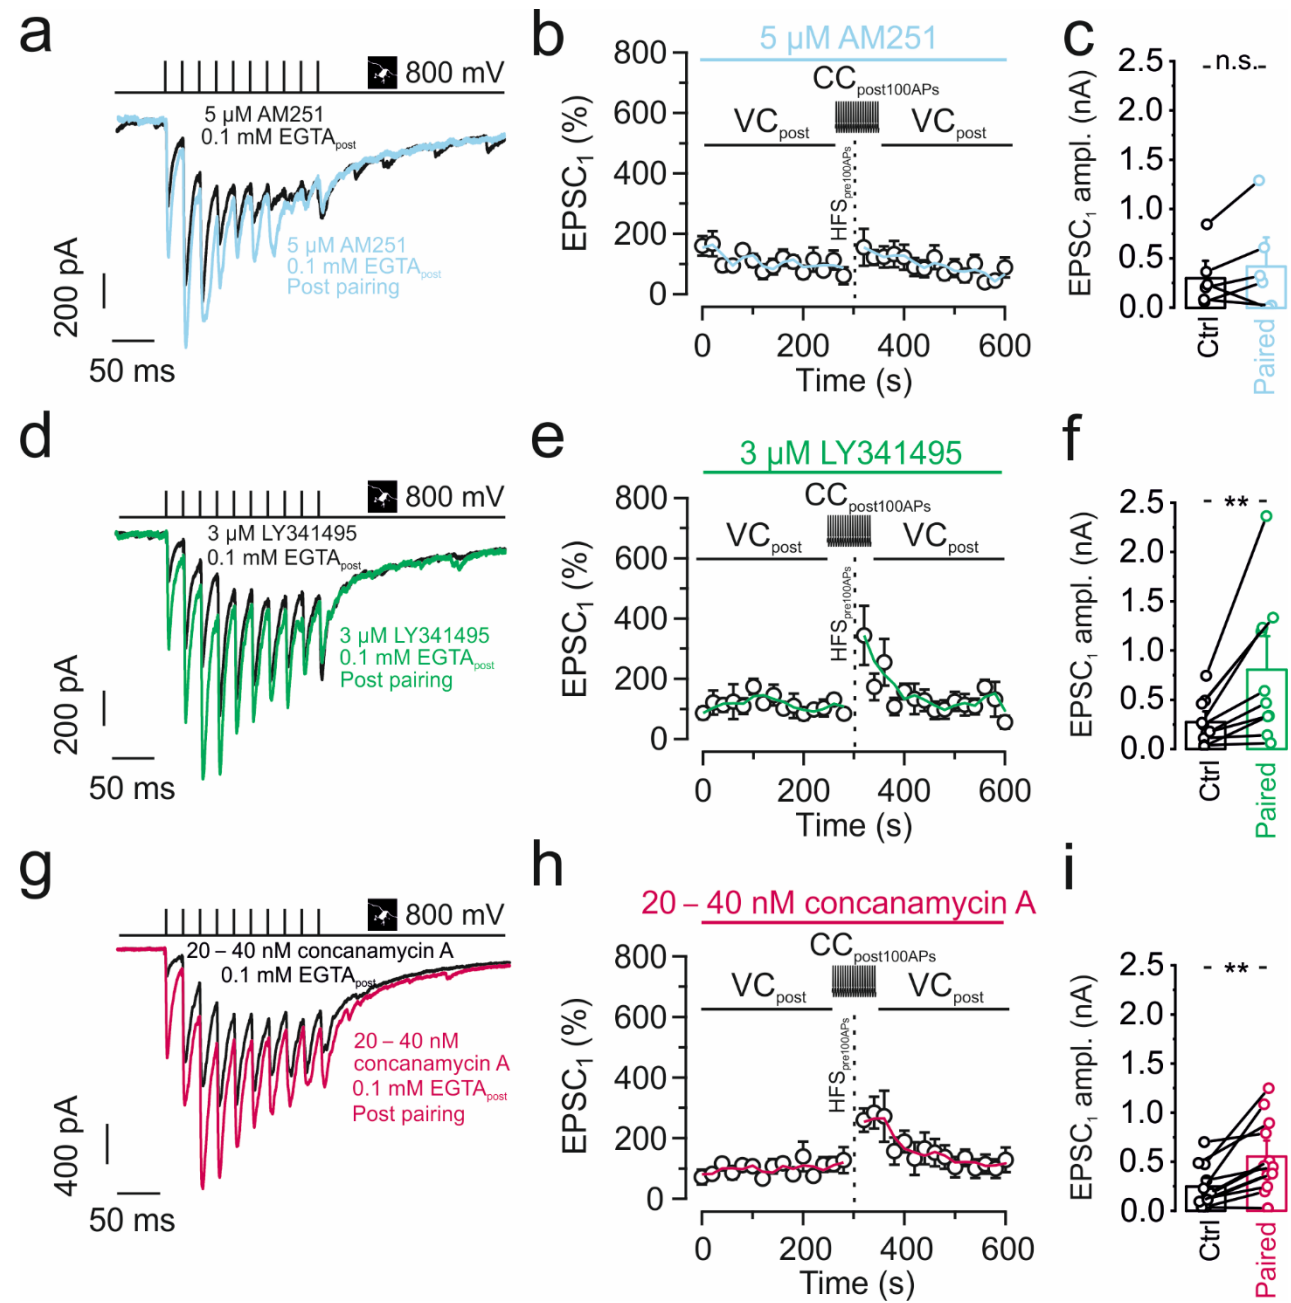 a
800 mV
5 µM AM251
0.1 mM EGTApost
5 µM AM251
0.1 mM EGTApost
Post pairing
200 pA
50 ms
b
5 µM AM251
CCpost100APs
VCpost
VCpost
HFSpre100APs
EPSC1 (%)
800
600
400
200
0
0 200 400 600
Time (s)
c
n.s.
EPSC1 ampl. (nA)
2.5
2.0
1.5
1.0
0.5
0.0
Ctrl
Paired
d
800 mV
3 µM LY341495
0.1 mM EGTApost
3 µM LY341495
0.1 mM EGTApost
Post pairing
200 pA
50 ms
e
3 µM LY341495
CCpost100APs
VCpost
VCpost
HFSpre100APs
EPSC1 (%)
800
600
400
200
0
0 200 400 600
Time (s)
f
**
EPSC1 ampl. (nA)
2.5
2.0
1.5
1.0
0.5
0.0
Ctrl
Paired
g
800 mV
20 – 40 nM concanamycin A
0.1 mM EGTApost
20 – 40 nM
concanamycin A
0.1 mM EGTApost
Post pairing
400 pA
50 ms
h
20 – 40 nM concanamycin A
CCpost100APs
VCpost
VCpost
HFSpre100APs
EPSC1 (%)
800
600
400
200
0
0 200 400 600
Time (s)
i
**
EPSC1 ampl. (nA)
2.5
2.0
1.5
1.0
0.5
0.0
Ctrl
Paired